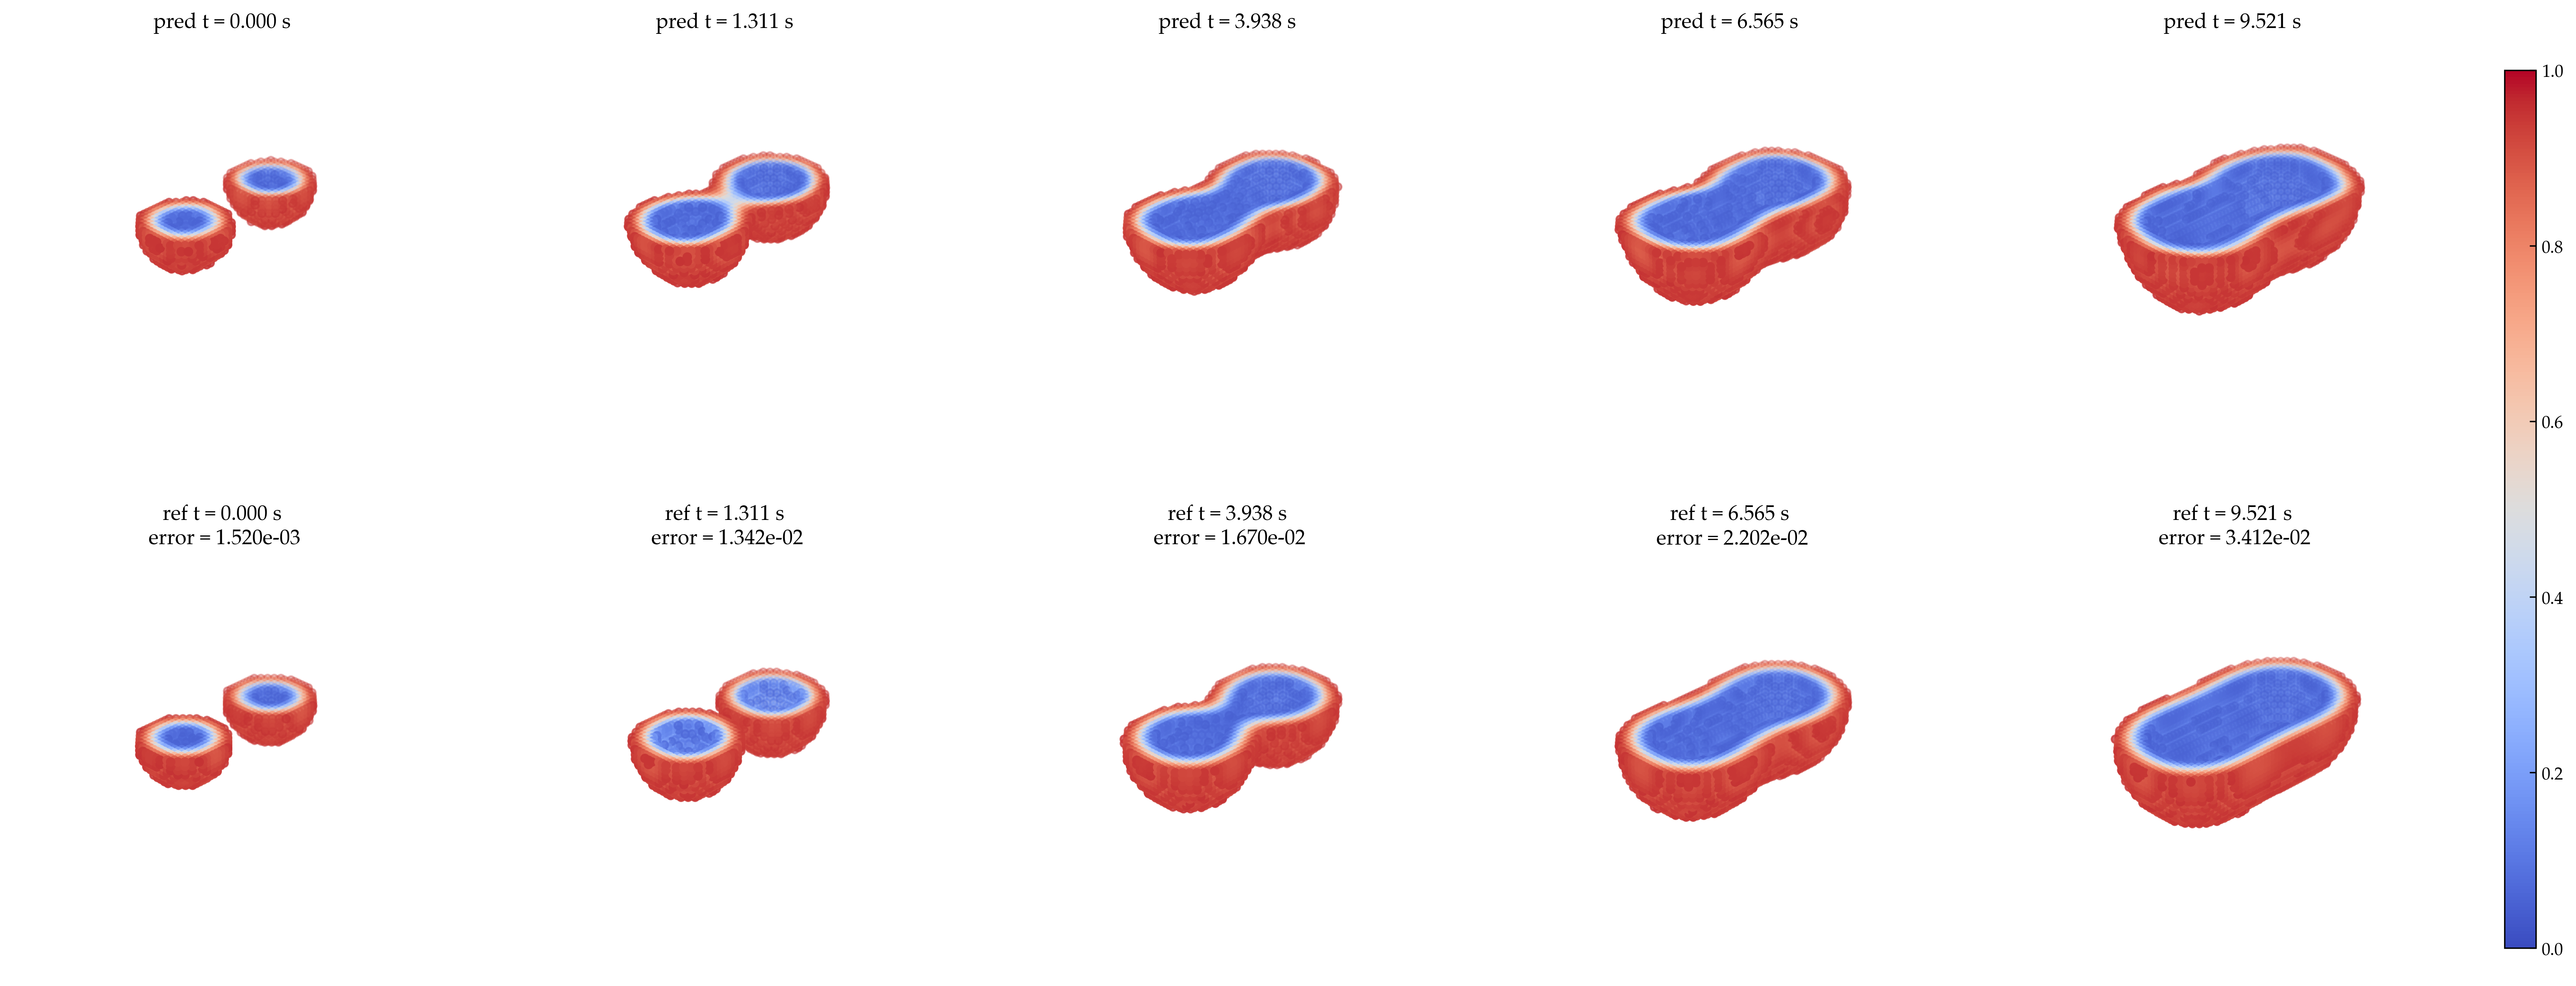 pred t = 0.000 s
pred t = 1.311 s
pred t = 3.938 s
pred t = 6.565 s
pred t = 9.521 s
ref t = 0.000 s
error = 1.520e-03
ref t = 1.311 s
error = 1.342e-02
ref t = 3.938 s
error = 1.670e-02
ref t = 6.565 s
error = 2.202e-02
ref t = 9.521 s
error = 3.412e-02
1.0
0.8
0.6
0.4
0.2
0.0